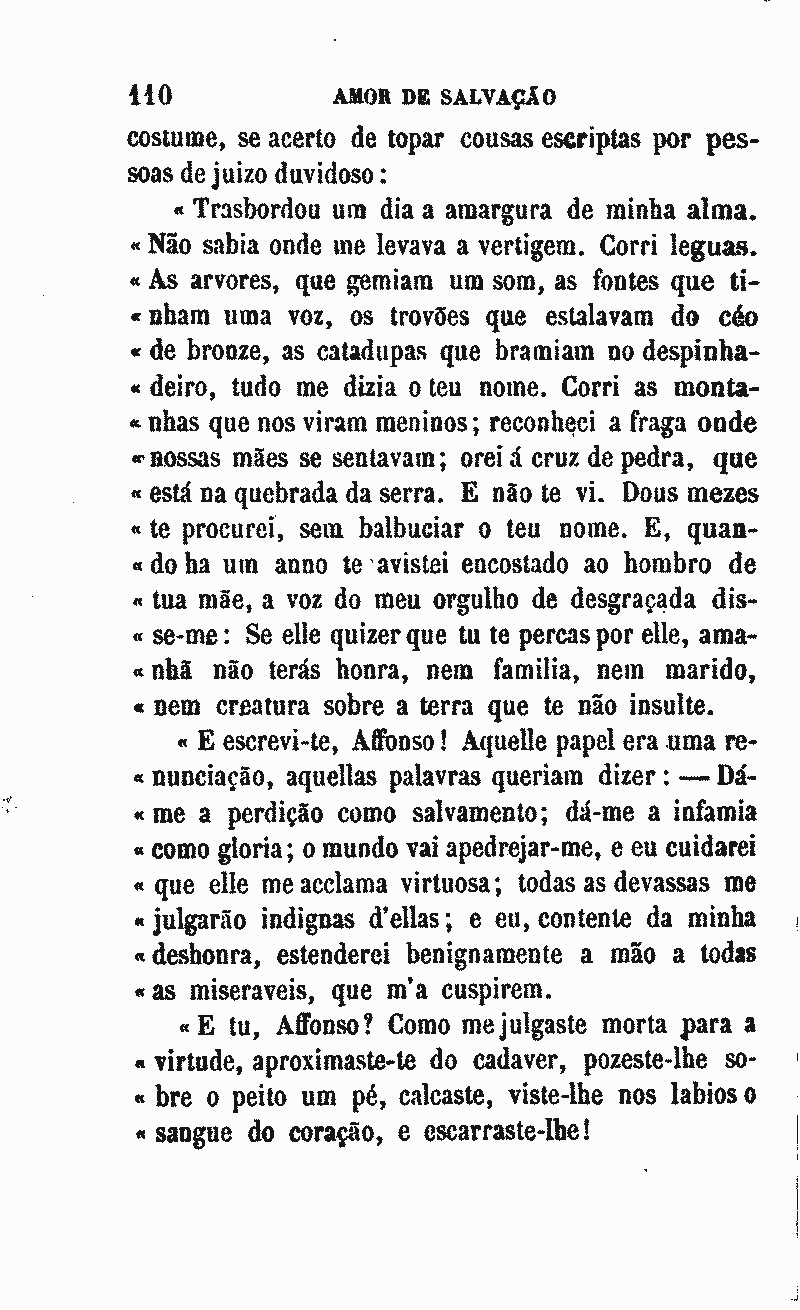 110 AMOR DE SALVAÇÃO
costume, se acerto de topar cousas escriptas por pes-
soas de juizo duvidoso:
« Trasbordou um dia a amargura de minha alma.
« Não sabia onde me levava a vertigem. Corri leguas.
« As arvores, que gemiam um som, as fontes que ti-
« nham uma voz, os trovões que estalavam do céo
« de bronze, as catadupas que bramiam no despinha-
« deiro, tudo me dizia o teu nome. Corri as monta-
« nhas que nos viram meninos; reconheci a fraga onde
« nossas mães se sentavam; orei á cruz de pedra, que
« está na quebrada da serra. E não te vi. Dous mezes
« te procurei, sem balbuciar o teu nome. E, quan-
« do ha um anno te avistei encostado ao hombro de
« tua mãe, a voz do meu orgulho de desgraçada dis-
« se-me: Se elle quizer que tu te percas por elle, ama-
« nhã não terás honra, nem familia, nem marido,
« nem creatura sobre a terra que te não insulte.
« E escrevi-te, Affonso! Aquelle papel era uma re-
« nunciação, aquellas palavras queriam dizer: — Dá-
« me a perdição como salvamento; dá-me a infamia
« como gloria; o mundo vai apedrejar-me, e eu cuidarei
« que elle me acclama virtuosa; todas as devassas me
« julgarão indignas d'ellas; e eu, contente da minha
« deshonra, estenderei benignamente a mão a todas
« as miseraveis, que m'a cuspirem.
« E tu, Affonso? Como me julgaste morta para a
« virtude, aproximaste-te do cadaver, pozeste-lhe so-
« bre o peito um pé, calcaste, viste-lhe nos labios o
« sangue do coração, e escarraste-lhe!